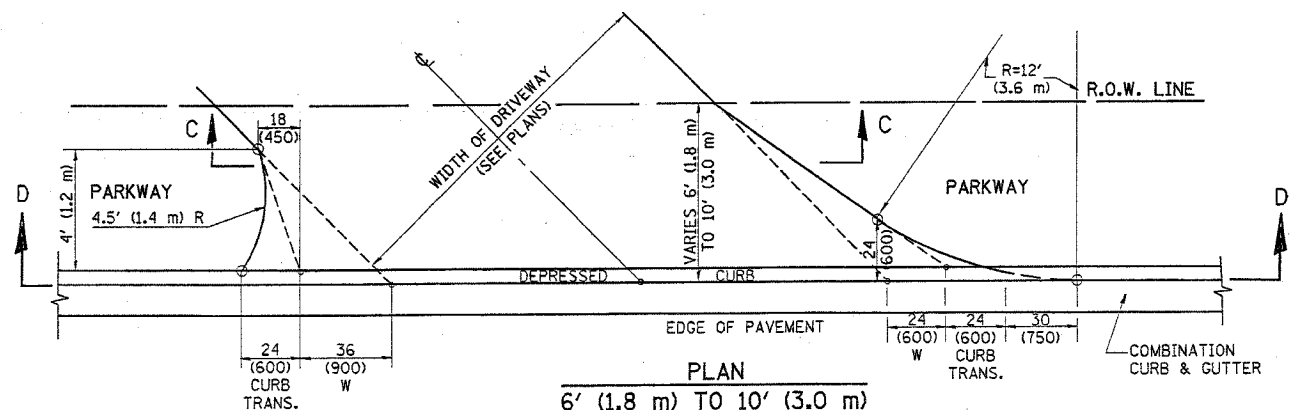 R=12'
(3.6 m)
R.O.W. LINE
℄
WIDTH OF DRIVEWAY
(SEE PLANS)
C
18
(450)
C
D
4' (1.2 m)
PARKWAY
4.5' (1.4 m) R
VARIES 6' (1.8 m)
TO 10' (3.0 m)
PARKWAY
24
(600)
D
DEPRESSED CURB
EDGE OF PAVEMENT
24
(600)
CURB
TRANS.
36
(900)
W
24
(600)
W
24
(600)
CURB
TRANS.
30
(750)
COMBINATION
CURB & GUTTER
PLAN
6' (1.8 m) TO 10' (3.0 m)